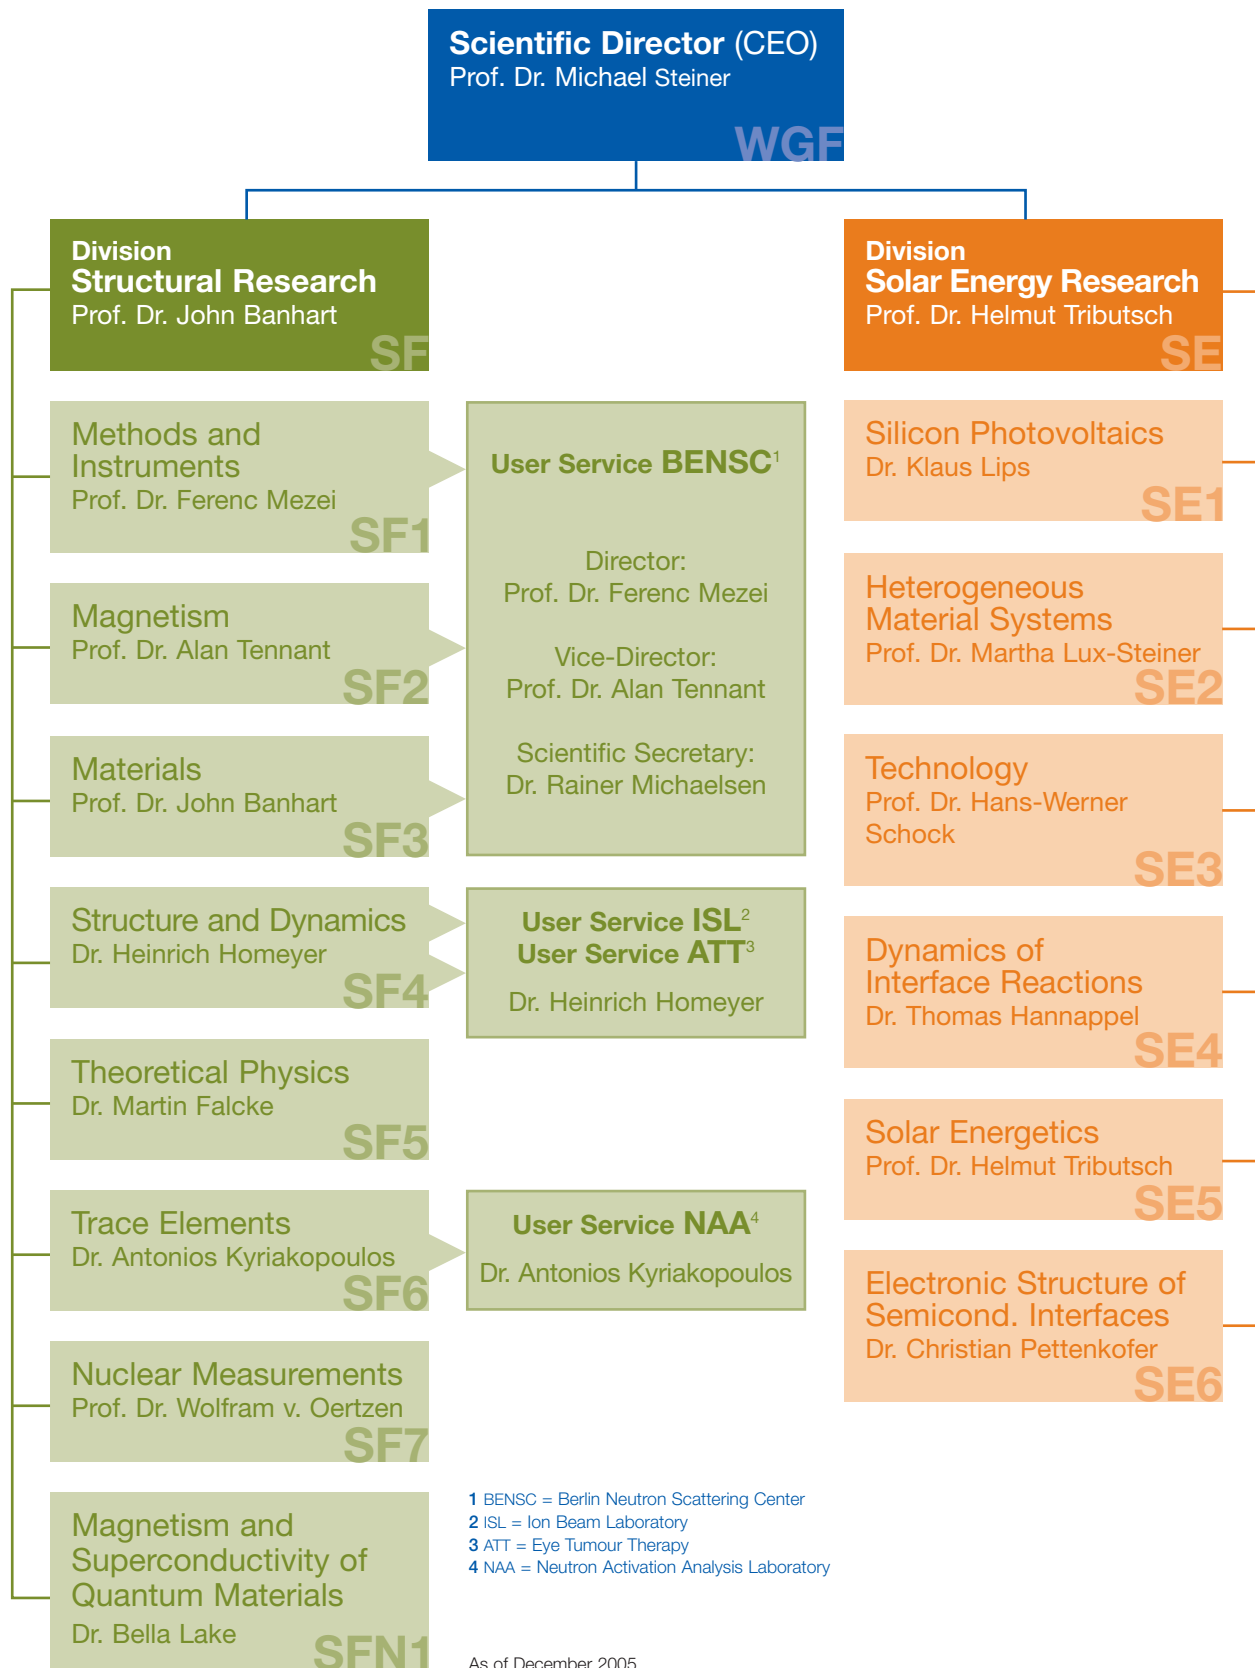 Scientific Director (CEO)
Prof. Dr. Michael Steiner
WGF
Division
Structural Research
Prof. Dr. John Banhart
SF
Methods and
Instruments
Prof. Dr. Ferenc Mezei
SF1
Magnetism
Prof. Dr. Alan Tennant
SF2
Materials
Prof. Dr. John Banhart
SF3
Structure and Dynamics
Dr. Heinrich Homeyer
SF4
Theoretical Physics
Dr. Martin Falcke
SF5
Trace Elements
Dr. Antonios Kyriakopoulos
SF6
Nuclear Measurements
Prof. Dr. Wolfram v. Oertzen
SF7
Magnetism and
Superconductivity of
Quantum Materials
Dr. Bella Lake
SFN1
User Service BENSC1
Director:
Prof. Dr. Ferenc Mezei
Vice-Director:
Prof. Dr. Alan Tennant
Scientific Secretary:
Dr. Rainer Michaelsen
User Service ISL2
User Service ATT3
Dr. Heinrich Homeyer
User Service NAA4
Dr. Antonios Kyriakopoulos
1 BENSC = Berlin Neutron Scattering Center
2 ISL = Ion Beam Laboratory
3 ATT = Eye Tumour Therapy
4 NAA = Neutron Activation Analysis Laboratory
As of December 2005
Division
Solar Energy Research
Prof. Dr. Helmut Tributsch
SE
Silicon Photovoltaics
Dr. Klaus Lips
SE1
Heterogeneous
Material Systems
Prof. Dr. Martha Lux-Steiner
SE2
Technology
Prof. Dr. Hans-Werner
Schock
SE3
Dynamics of
Interface Reactions
Dr. Thomas Hannappel
SE4
Solar Energetics
Prof. Dr. Helmut Tributsch
SE5
Electronic Structure of
Semicond. Interfaces
Dr. Christian Pettenkofer
SE6